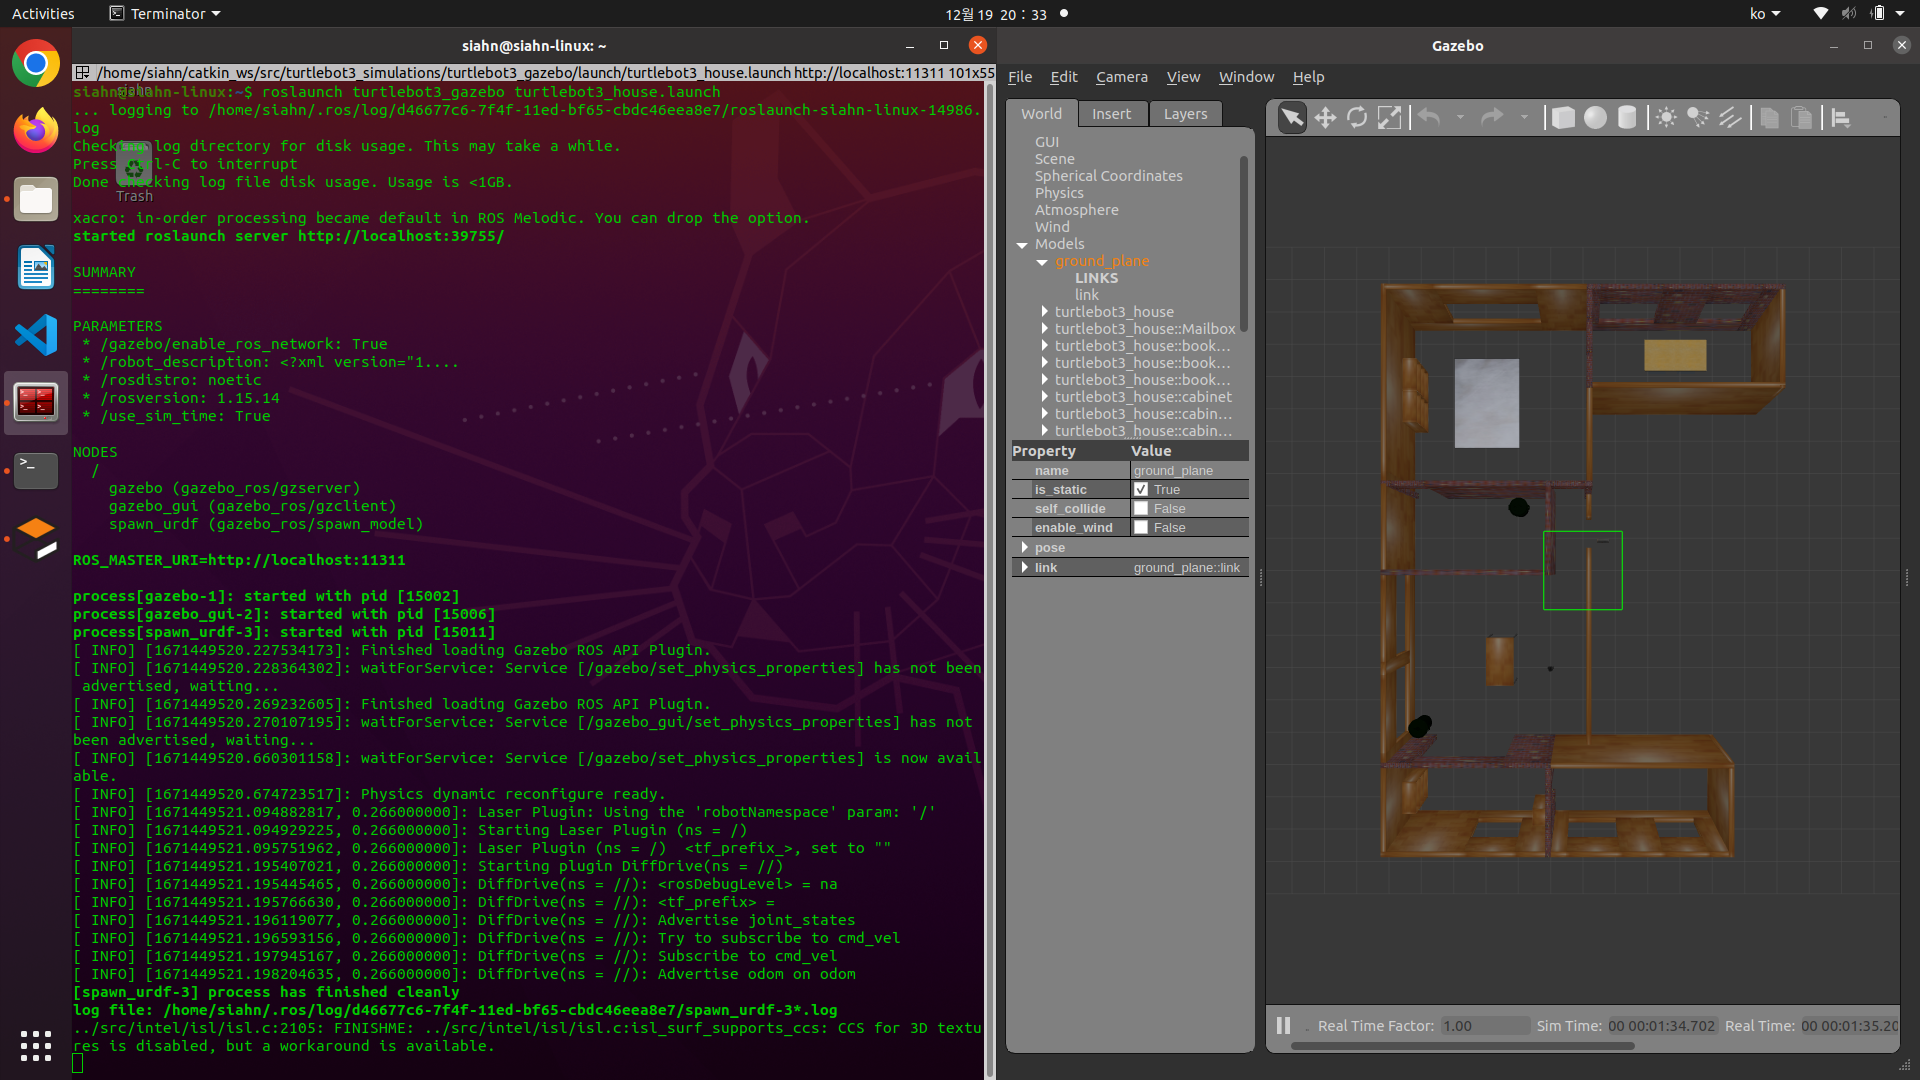 Activities
Terminator
12월 19 20 : 33
ko
siahn@siahn-linux: ~
/home/siahn/catkin_ws/src/turtlebot3_simulations/turtlebot3_gazebo/launch/turtlebot3_house.launch http://localhost:11311 101x55
siahn@siahn-linux:~$ roslaunch turtlebot3_gazebo turtlebot3_house.launch
... logging to /home/siahn/.ros/log/d46677c6-7f4f-11ed-bf65-cbdc46eea8e7/roslaunch-siahn-linux-14986.
log
Checking log directory for disk usage. This may take a while.
Press Ctrl-C to interrupt
Done checking log file disk usage. Usage is <1GB.
siahn
Trash
xacro: in-order processing became default in ROS Melodic. You can drop the option.
started roslaunch server http://localhost:39755/
SUMMARY
========
PARAMETERS
* /gazebo/enable_ros_network: True
* /robot_description: <?xml version="1....
* /rosdistro: noetic
* /rosversion: 1.15.14
* /use_sim_time: True
NODES
/
gazebo (gazebo_ros/gzserver)
gazebo_gui (gazebo_ros/gzclient)
spawn_urdf (gazebo_ros/spawn_model)
ROS_MASTER_URI=http://localhost:11311
process[gazebo-1]: started with pid [15002]
process[gazebo_gui-2]: started with pid [15006]
process[spawn_urdf-3]: started with pid [15011]
[ INFO] [1671449520.227534173]: Finished loading Gazebo ROS API Plugin.
[ INFO] [1671449520.228364302]: waitForService: Service [/gazebo/set_physics_properties] has not been
advertised, waiting...
[ INFO] [1671449520.269232605]: Finished loading Gazebo ROS API Plugin.
[ INFO] [1671449520.270107195]: waitForService: Service [/gazebo_gui/set_physics_properties] has not
been advertised, waiting...
[ INFO] [1671449520.660301158]: waitForService: Service [/gazebo/set_physics_properties] is now avail
able.
[ INFO] [1671449520.674723517]: Physics dynamic reconfigure ready.
[ INFO] [1671449521.094882817, 0.266000000]: Laser Plugin: Using the 'robotNamespace' param: '/'
[ INFO] [1671449521.094929225, 0.266000000]: Starting Laser Plugin (ns = /)
[ INFO] [1671449521.095751962, 0.266000000]: Laser Plugin (ns = /)  <tf_prefix_>, set to ""
[ INFO] [1671449521.195407021, 0.266000000]: Starting plugin DiffDrive(ns = //)
[ INFO] [1671449521.195445465, 0.266000000]: DiffDrive(ns = //): <rosDebugLevel> = na
[ INFO] [1671449521.195766630, 0.266000000]: DiffDrive(ns = //): <tf_prefix> =
[ INFO] [1671449521.196119077, 0.266000000]: DiffDrive(ns = //): Advertise joint_states
[ INFO] [1671449521.196593156, 0.266000000]: DiffDrive(ns = //): Try to subscribe to cmd_vel
[ INFO] [1671449521.197945167, 0.266000000]: DiffDrive(ns = //): Subscribe to cmd_vel
[ INFO] [1671449521.198204635, 0.266000000]: DiffDrive(ns = //): Advertise odom on odom
[spawn_urdf-3] process has finished cleanly
log file: /home/siahn/.ros/log/d46677c6-7f4f-11ed-bf65-cbdc46eea8e7/spawn_urdf-3*.log
../src/intel/isl/isl.c:2105: FINISHME: ../src/intel/isl/isl.c:isl_surf_supports_ccs: CCS for 3D textu
res is disabled, but a workaround is available.
Gazebo
File Edit Camera View Window Help
World Insert Layers
GUI
Scene
Spherical Coordinates
Physics
Atmosphere
Wind
Models
ground_plane
LINKS
link
turtlebot3_house
turtlebot3_house::Mailbox
turtlebot3_house::book...
turtlebot3_house::book...
turtlebot3_house::book...
turtlebot3_house::cabinet
turtlebot3_house::cabin...
turtlebot3_house::cabin...
Property Value
name ground_plane
is_static True
self_collide False
enable_wind False
pose
link ground_plane::link
Real Time Factor: 1.00 Sim Time: 00 00:01:34.702 Real Time: 00 00:01:35.20